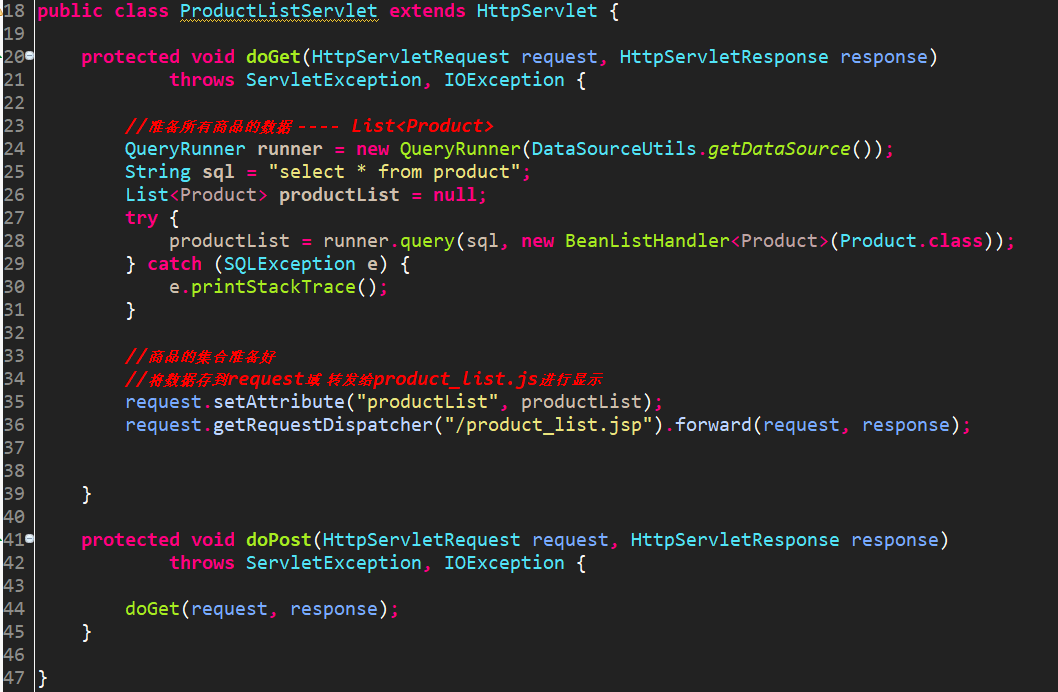 18 public class ProductListServlet extends HttpServlet {
19
20 protected void doGet(HttpServletRequest request, HttpServletResponse response)
21 throws ServletException, IOException {
22
23 //准备所有商品的数据 ---- List<Product>
24 QueryRunner runner = new QueryRunner(DataSourceUtils.getDataSource());
25 String sql = "select * from product";
26 List<Product> productList = null;
27 try {
28 productList = runner.query(sql, new BeanListHandler<Product>(Product.class));
29 } catch (SQLException e) {
30 e.printStackTrace();
31 }
32
33 //商品的集合准备好
34 //将数据存到request域 转发给product_list.js进行显示
35 request.setAttribute("productList", productList);
36 request.getRequestDispatcher("/product_list.jsp").forward(request, response);
37
38
39 }
40
41 protected void doPost(HttpServletRequest request, HttpServletResponse response)
42 throws ServletException, IOException {
43
44 doGet(request, response);
45 }
46
47 }